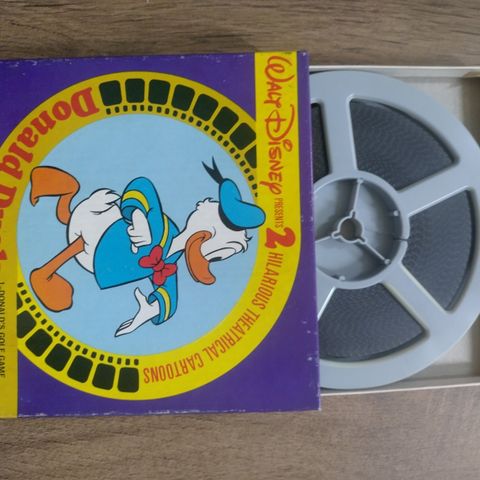 WALT DISNEY PRESENTS 2 HILARIOUS THEATRICAL CARTOONS
Donald Duck
1-DONALD'S GOLF GAME